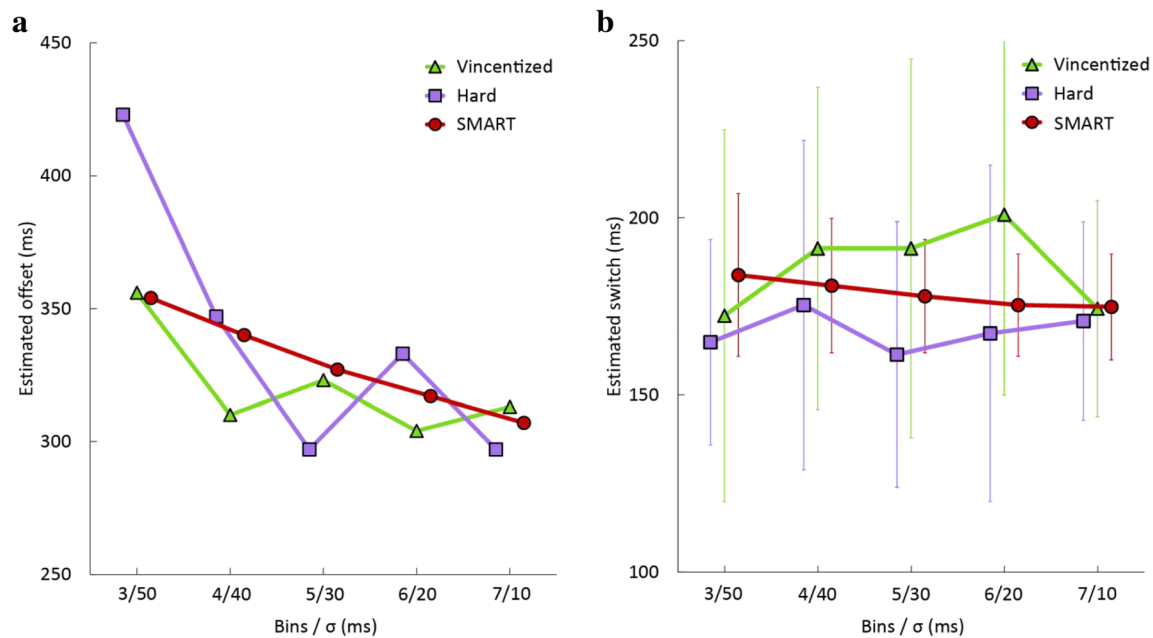 a
450
400
350
300
250
Estimated offset (ms)
Vincentized
Hard
SMART
3/50 4/40 5/30 6/20 7/10
Bins / σ (ms)
b
250
200
150
100
Estimated switch (ms)
Vincentized
Hard
SMART
3/50 4/40 5/30 6/20 7/10
Bins / σ (ms)